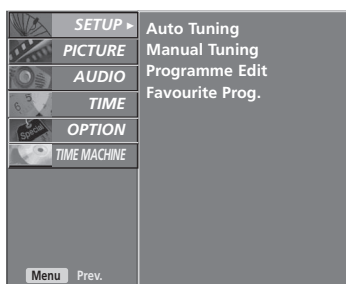 SETUP ▶
PICTURE
AUDIO
TIME
OPTION
TIME MACHINE
Auto Tuning
Manual Tuning
Programme Edit
Favourite Prog.
Menu Prev.